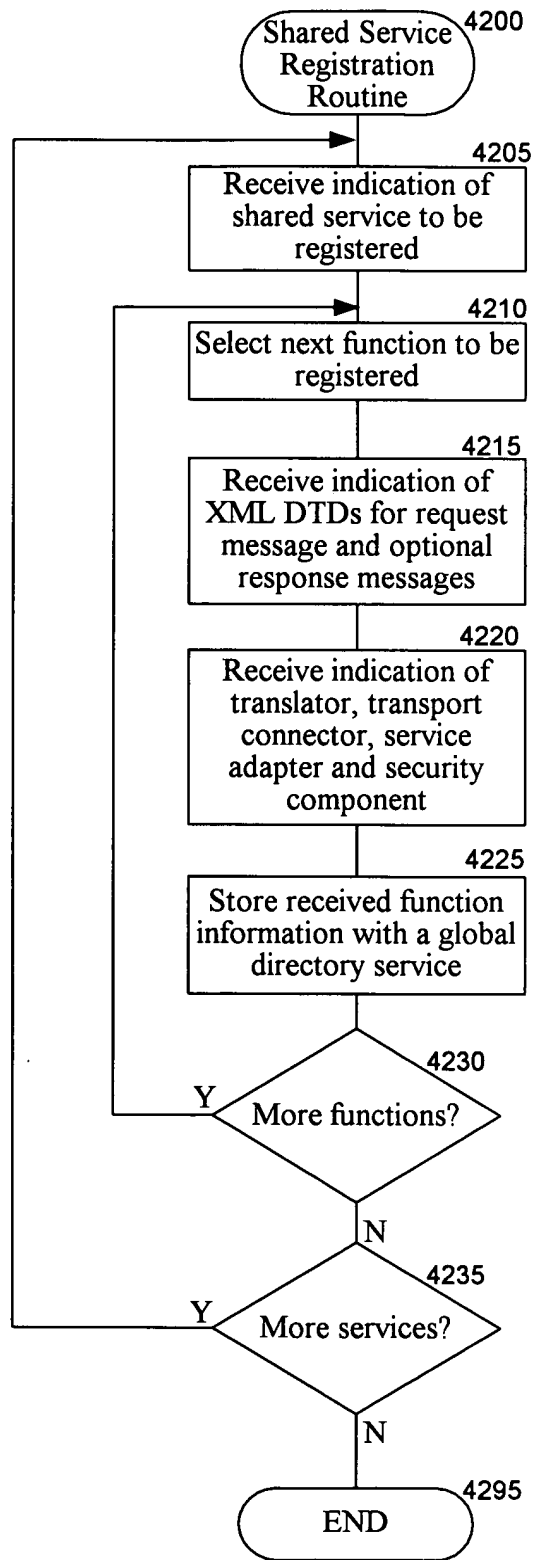 4200
Shared Service
Registration
Routine
4205
Receive indication of
shared service to be
registered
4210
Select next function to be
registered
4215
Receive indication of
XML DTDs for request
message and optional
response messages
4220
Receive indication of
translator, transport
connector, service
adapter and security
component
4225
Store received function
information with a global
directory service
4230
Y
More functions?
N
4235
Y
More services?
N
4295
END